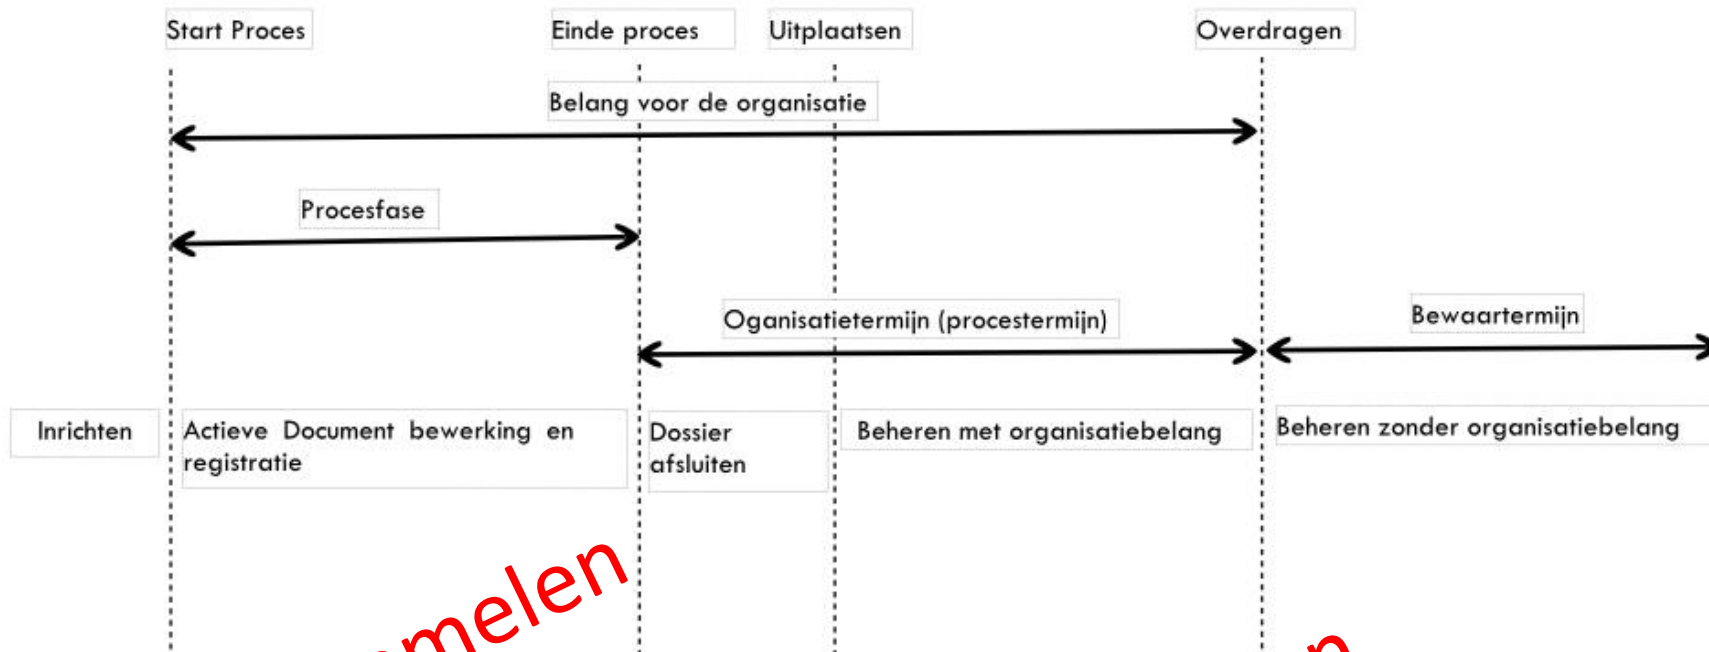 Start Proces
Einde proces
Uitplaatsen
Overdragen
Belang voor de organisatie
Procesfase
Oganisatietermijn (procestermijn)
Bewaartermijn
Inrichten
Actieve Document bewerking en
registratie
Dossier
afsluiten
Beheren met organisatiebelang
Beheren zonder organisatiebelang